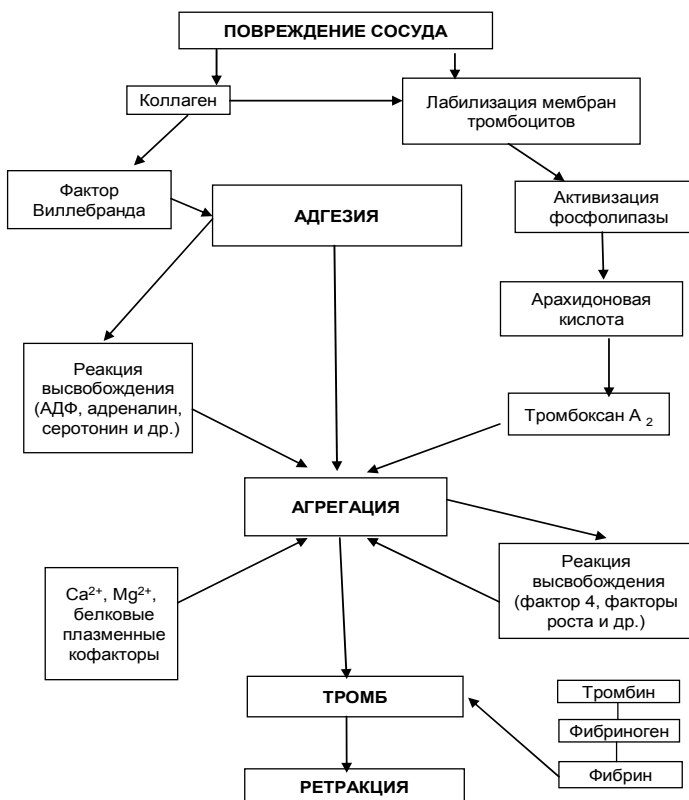 ПОВРЕЖДЕНИЕ СОСУДА
Коллаген
Лабилизация мембран
тромбоцитов
Фактор
Виллебранда
АДГЕЗИЯ
Активизация
фосфолипазы
Арахидоновая
кислота
Реакция
высвобождения
(АДФ, адреналин,
серотонин и др.)
Тромбоксан А 2
АГРЕГАЦИЯ
Ca²⁺, Mg²⁺,
белковые
плазменные
кофакторы
Реакция
высвобождения
(фактор 4, факторы
роста и др.)
ТРОМБ
Тромбин
Фибриноген
Фибрин
РЕТРАКЦИЯ